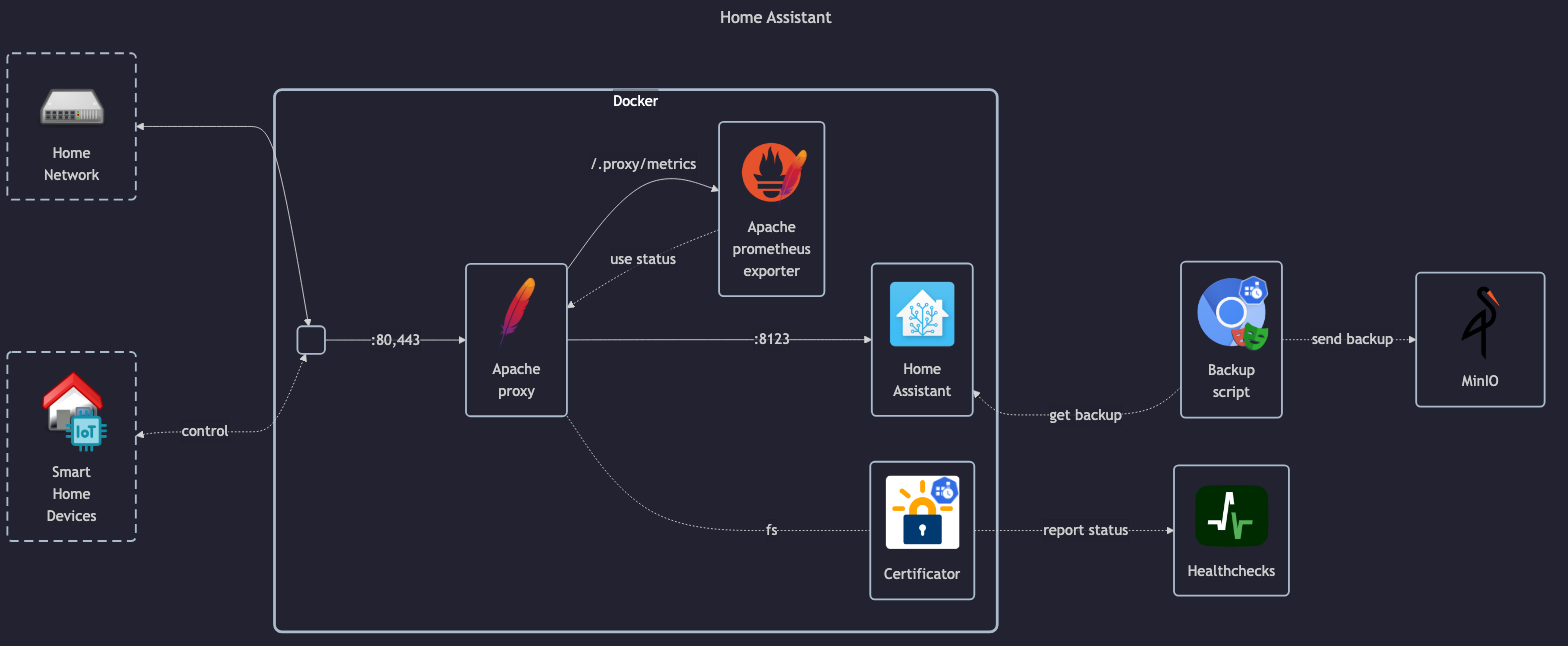 Home Assistant
Home
Network
Docker
/.proxy/metrics
Apache
prometheus
exporter
use status
:80,443
Apache
proxy
:8123
Home
Assistant
Backup
script
send backup
MinIO
get backup
control
IoT
Smart
Home
Devices
fs
Certificator
report status
Healthchecks